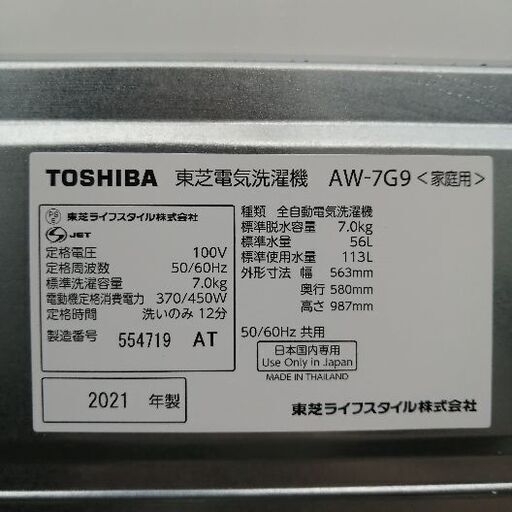 TOSHIBA 東芝電気洗濯機 AW-7G9<家庭用>
PS E 東芝ライフスタイル株式会社
S JET
定格電圧 100V
定格周波数 50/60Hz
標準洗濯容量 7.0kg
電動機定格消費電力 370/450W
定格時間 洗いのみ 12分
製造番号 554719 AT
2021 年製
種類 全自動電気洗濯機
標準脱水容量 7.0kg
標準水量 56L
標準使用水量 113L
外形寸法 幅 563mm
奥行 580mm
高さ 987mm
50/60Hz 共用
日本国内専用
Use Only in Japan
MADE IN THAILAND
東芝ライフスタイル株式会社